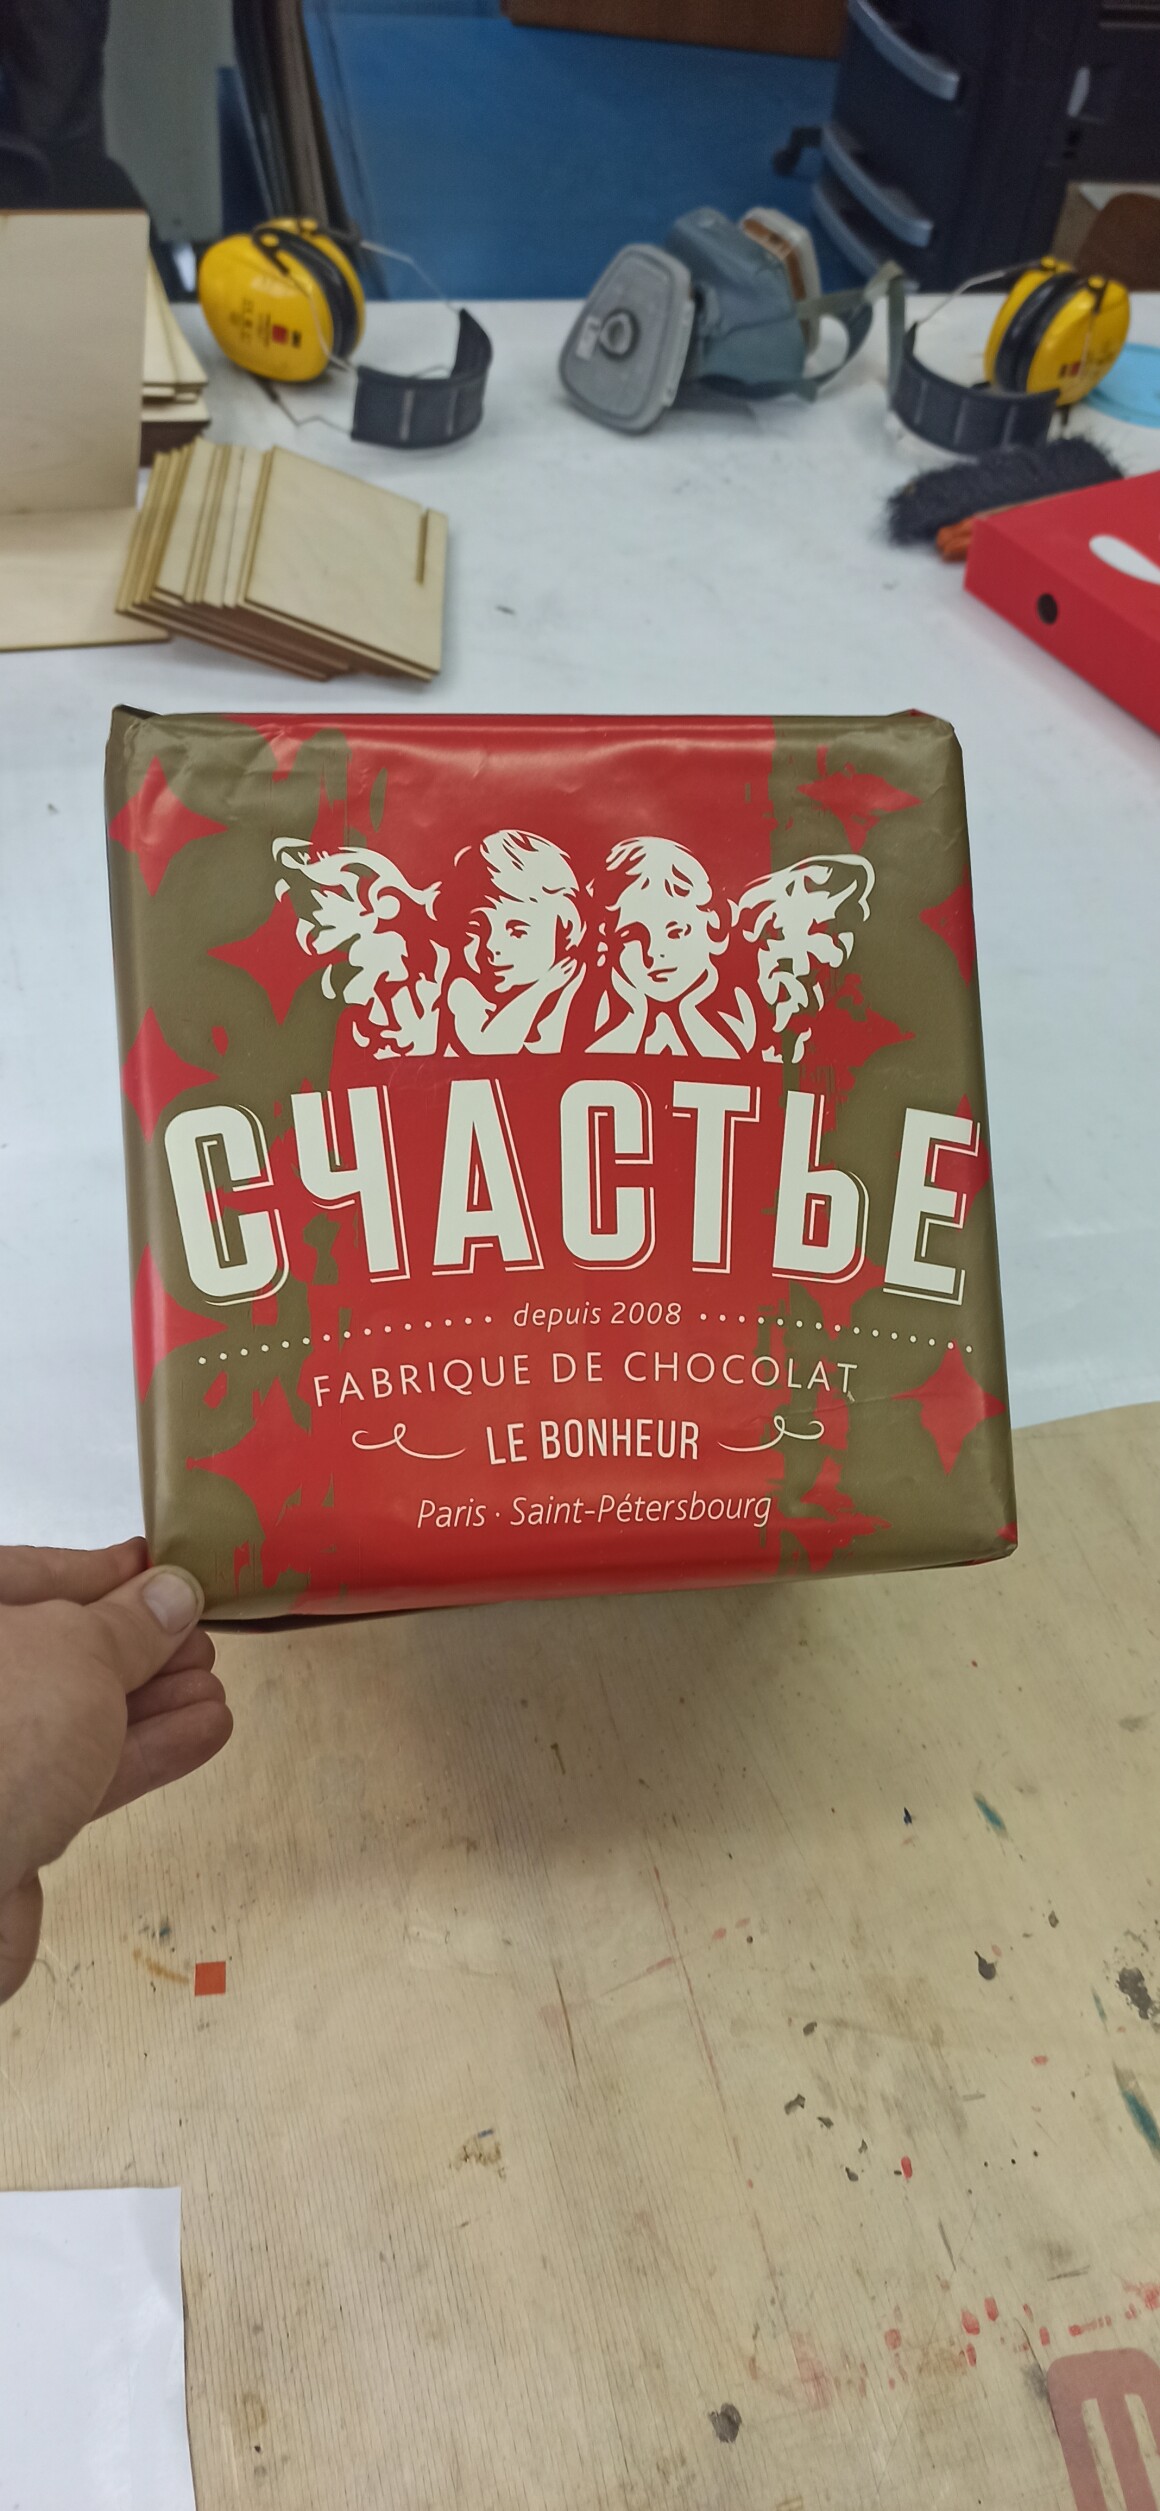 СЧАСТЬЕ
depuis 2008
FABRIQUE DE CHOCOLAT
LE BONHEUR
Paris · Saint-Pétersbourg